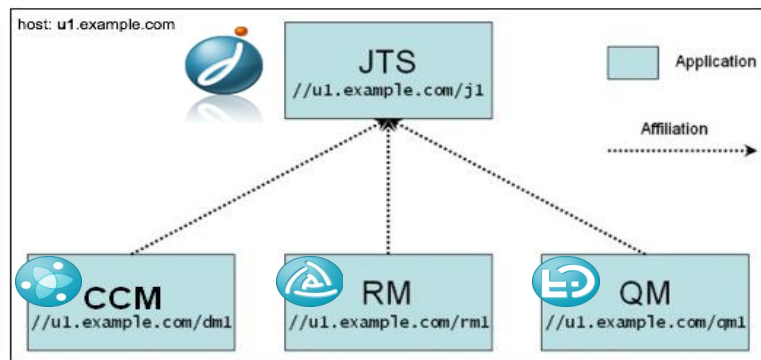 host: u1.example.com
JTS
//u1.example.com/j1
Application
Affiliation
CCM
//u1.example.com/dm1
RM
//u1.example.com/rm1
QM
//u1.example.com/qm1